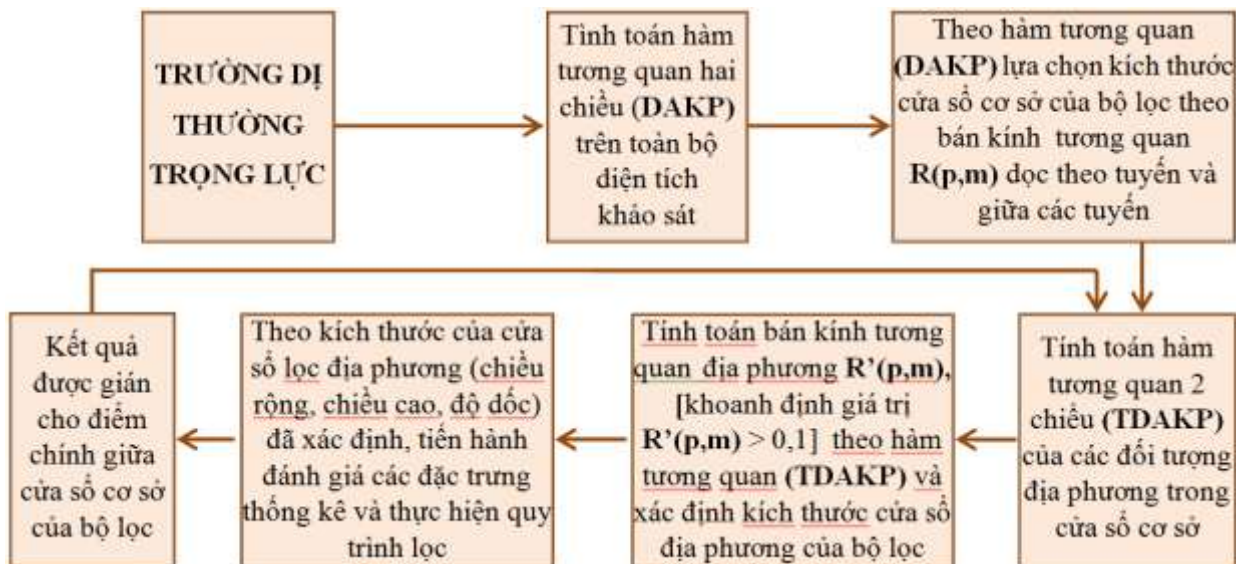 TRƯỜNG DỊ
THƯỜNG
TRỌNG LỰC
Tình toán hàm
tương quan hai
chiều (DAKP)
trên toàn bộ
điện tích
khảo sát
Theo hàm tương quan
(DAKP) lựa chọn kích thước
cửa sổ cơ sở của bộ lọc theo
bán kính tương quan
R(p,m) dọc theo tuyến và
giữa các tuyến
Kết quả
được gián
cho điểm
chính giữa
cửa sổ cơ sở
của bộ lọc
Theo kích thước của cửa
sổ lọc địa phương (chiều
rộng, chiều cao, độ dốc)
đã xác định, tiến hành
đánh giá các đặc trưng
thống kê và thực hiện quy
trình lọc
Tính toán bán kính tương
quan địa phương R’(p,m),
[khoanh định giá trị
R’(p,m) > 0,1] theo hàm
tương quan (TDAKP) và
xác định kích thước cửa sổ
địa phương của bộ lọc
Tính toán hàm
tương quan 2
chiều (TDAKP)
của các đối tượng
địa phương trong
cửa sổ cơ sở